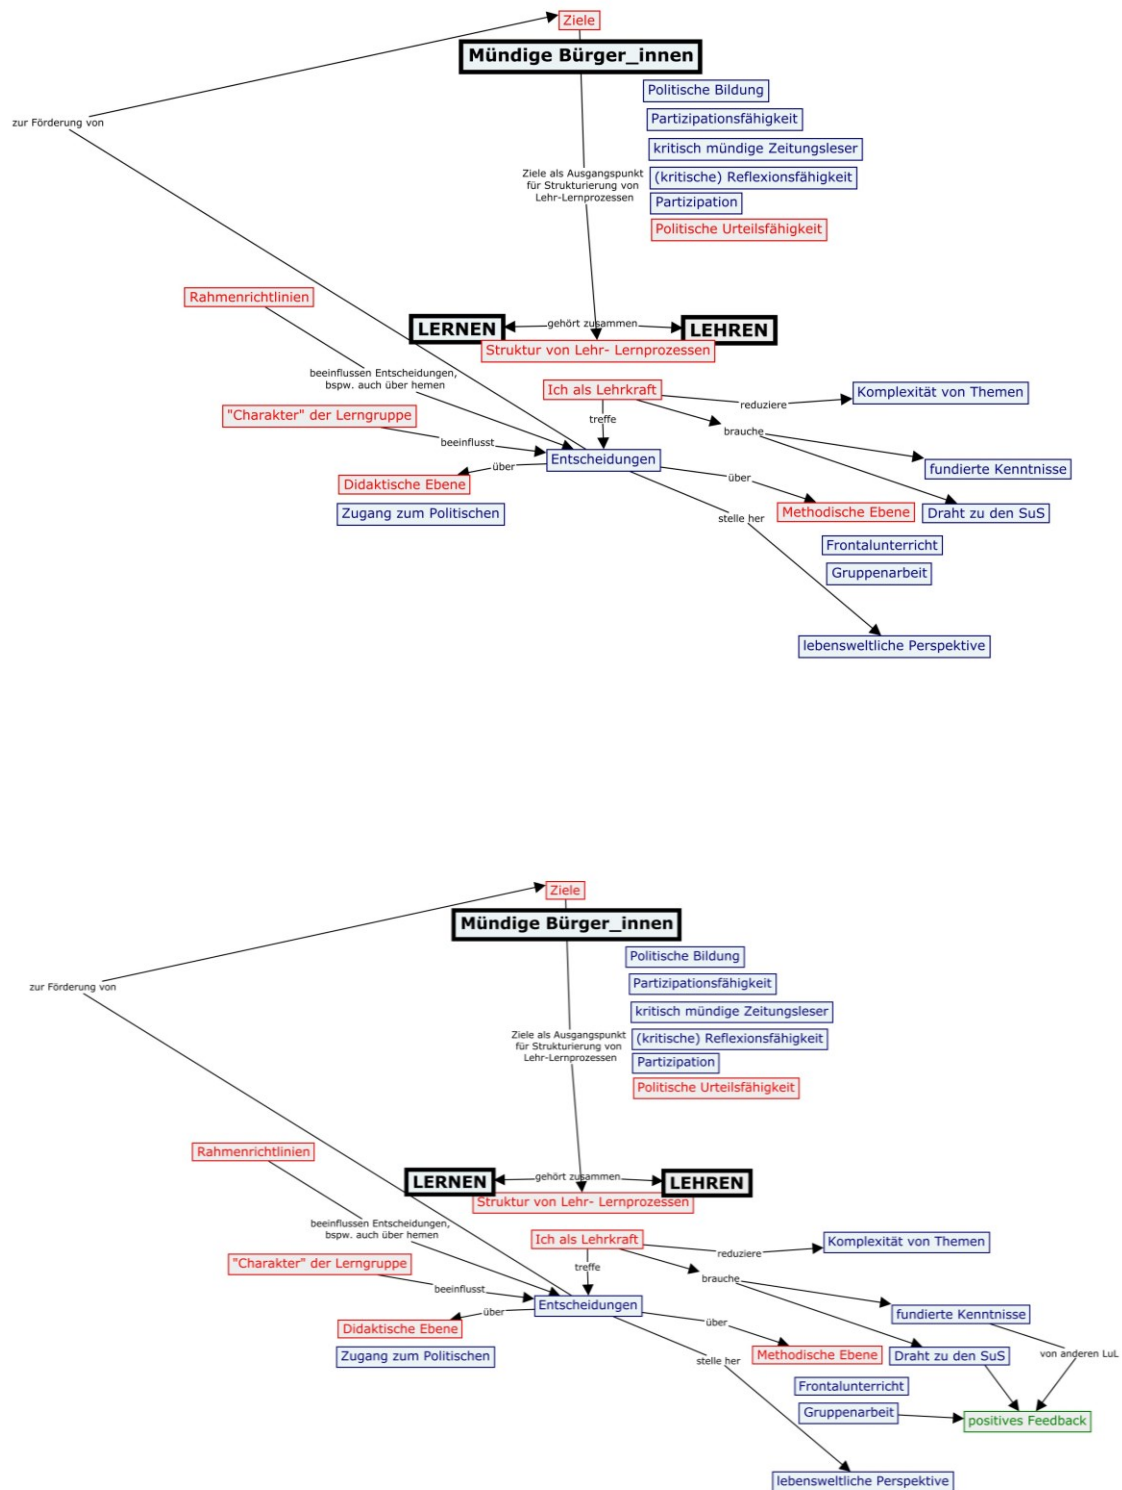 Ziele
Mündige Bürger_innen
Politische Bildung
zur Förderung von
Partizipationsfähigkeit
kritisch mündige Zeitungsleser
Ziele als Ausgangspunkt
für Strukturierung von
Lehr-Lernprozessen
(kritische) Reflexionsfähigkeit
Partizipation
Politische Urteilsfähigkeit
Rahmenrichtlinien
LERNEN
gehört zusammen
LEHREN
Struktur von Lehr- Lernprozessen
beeinflussen Entscheidungen,
bspw. auch über hemen
Ich als Lehrkraft
reduziere
Komplexität von Themen
"Charakter" der Lerngruppe
treffe
brauche
beeinflusst
Entscheidungen
fundierte Kenntnisse
über
Didaktische Ebene
über
Zugang zum Politischen
stelle her
Methodische Ebene
Draht zu den SuS
Frontalunterricht
Gruppenarbeit
lebensweltliche Perspektive
Ziele
Mündige Bürger_innen
Politische Bildung
zur Förderung von
Partizipationsfähigkeit
kritisch mündige Zeitungsleser
Ziele als Ausgangspunkt
für Strukturierung von
Lehr-Lernprozessen
(kritische) Reflexionsfähigkeit
Partizipation
Politische Urteilsfähigkeit
Rahmenrichtlinien
LERNEN
gehört zusammen
LEHREN
Struktur von Lehr- Lernprozessen
beeinflussen Entscheidungen,
bspw. auch über hemen
Ich als Lehrkraft
reduziere
Komplexität von Themen
"Charakter" der Lerngruppe
treffe
brauche
beeinflusst
Entscheidungen
fundierte Kenntnisse
über
Didaktische Ebene
über
Zugang zum Politischen
stelle her
Methodische Ebene
Draht zu den SuS
von anderen LuL
Frontalunterricht
Gruppenarbeit
positives Feedback
lebensweltliche Perspektive